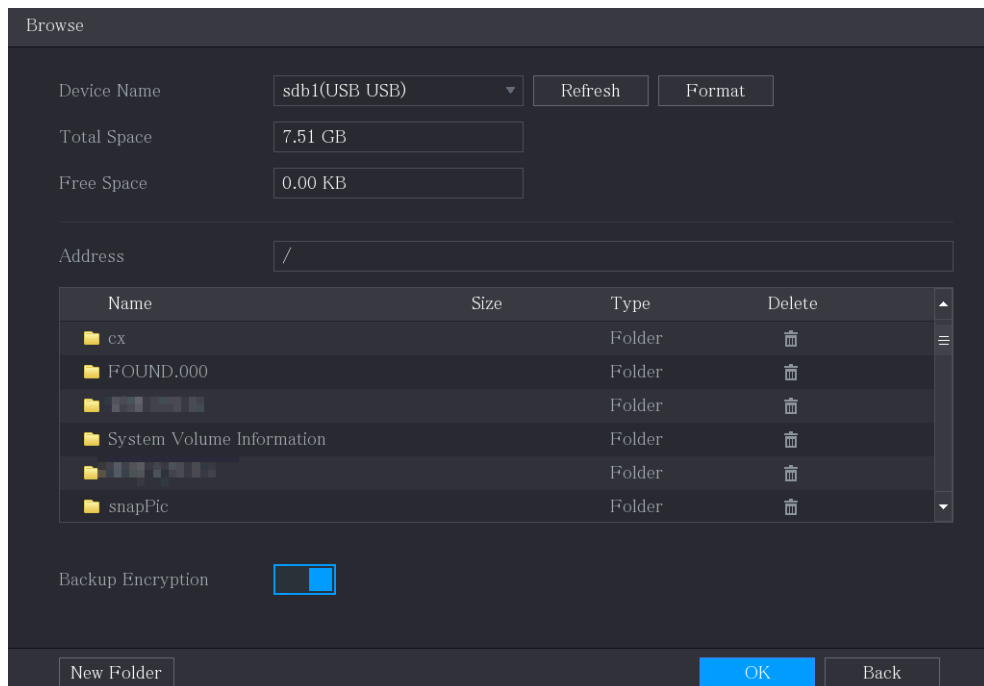 Browse
Device Name sdb1(USB USB) Refresh Format
Total Space 7.51 GB
Free Space 0.00 KB
Address /
Name Size Type Delete
cx Folder
FOUND.000 Folder
Folder
System Volume Information Folder
Folder
snapPic Folder
Backup Encryption
New Folder OK Back